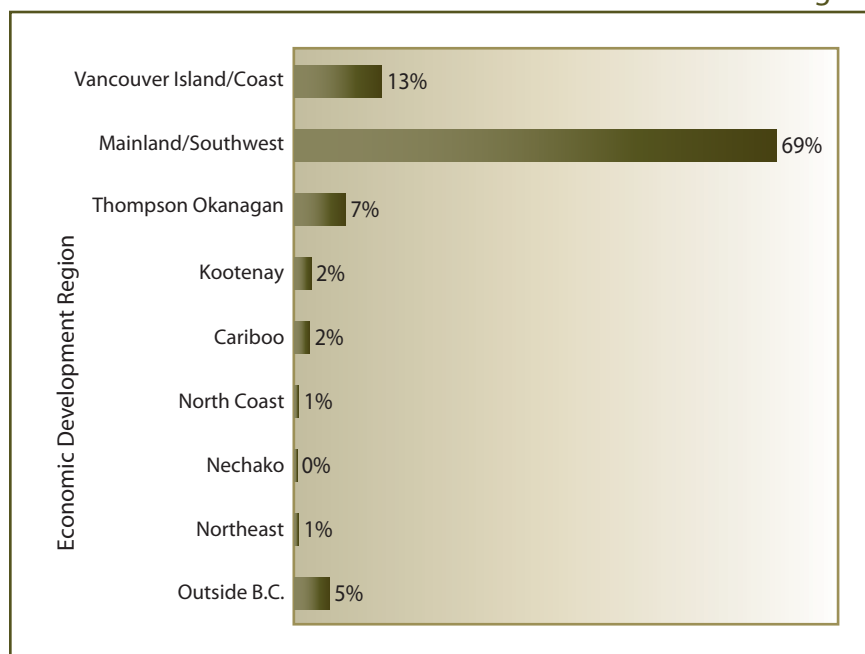 Vancouver Island/Coast 13%
Mainland/Southwest 69%
Thompson Okanagan 7%
Kootenay 2%
Cariboo 2%
North Coast 1%
Nechako 0%
Northeast 1%
Outside B.C. 5%
Economic Development Region